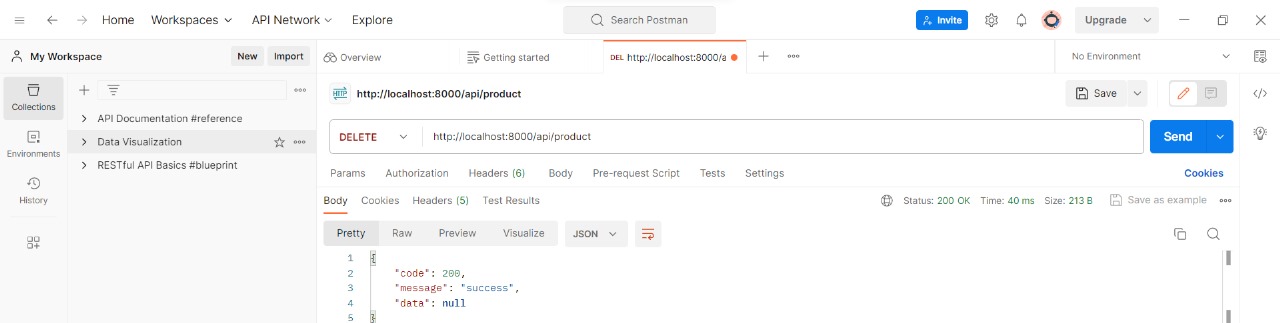 Home Workspaces API Network Explore Search Postman Invite Upgrade
My Workspace New Import Overview Getting started DEL http://localhost:8000/a No Environment
Collections
Environments
History
API Documentation #reference
Data Visualization
RESTful API Basics #blueprint
HTTP http://localhost:8000/api/product Save
DELETE http://localhost:8000/api/product Send
Params Authorization Headers (6) Body Pre-request Script Tests Settings Cookies
Body Cookies Headers (5) Test Results Status: 200 OK Time: 40 ms Size: 213 B Save as example
Pretty Raw Preview Visualize JSON
1 {
2 "code": 200,
3 "message": "success",
4 "data": null
5 }